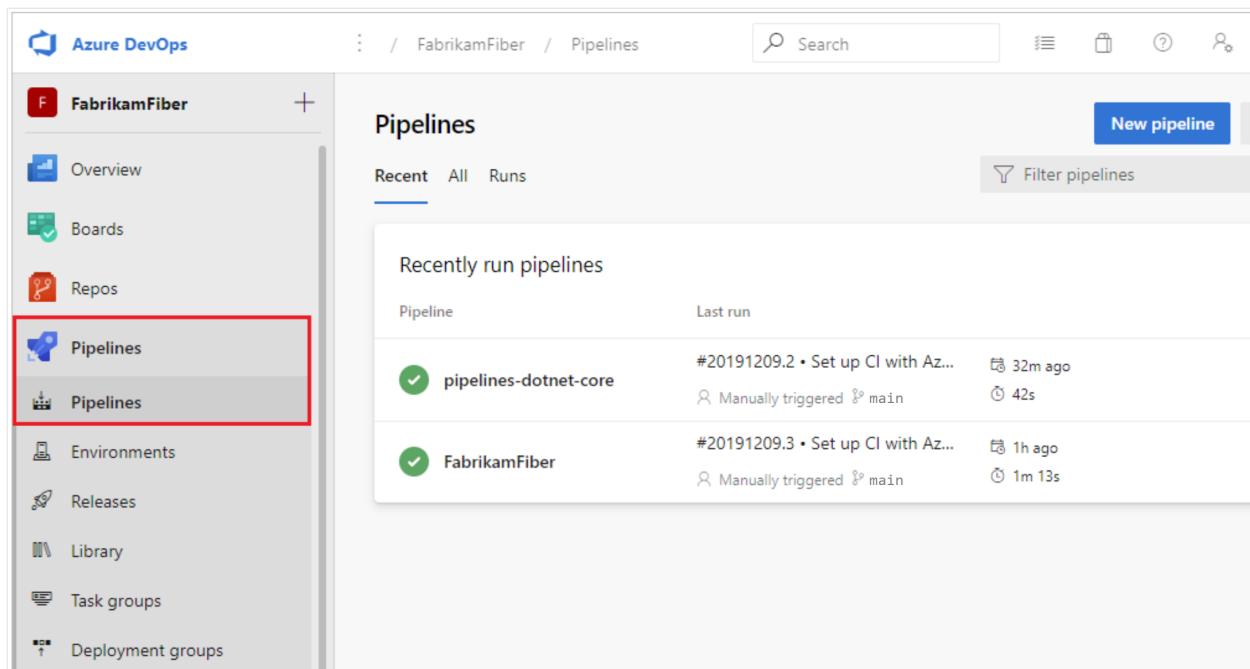 Azure DevOps
/ FabrikamFiber / Pipelines
Search
F FabrikamFiber
Overview
Boards
Repos
Pipelines
Pipelines
Environments
Releases
Library
Task groups
Deployment groups
Pipelines
New pipeline
Recent All Runs
Filter pipelines
Recently run pipelines
Pipeline Last run
pipelines-dotnet-core
#20191209.2 • Set up CI with Az...
Manually triggered main
32m ago
42s
FabrikamFiber
#20191209.3 • Set up CI with Az...
Manually triggered main
1h ago
1m 13s